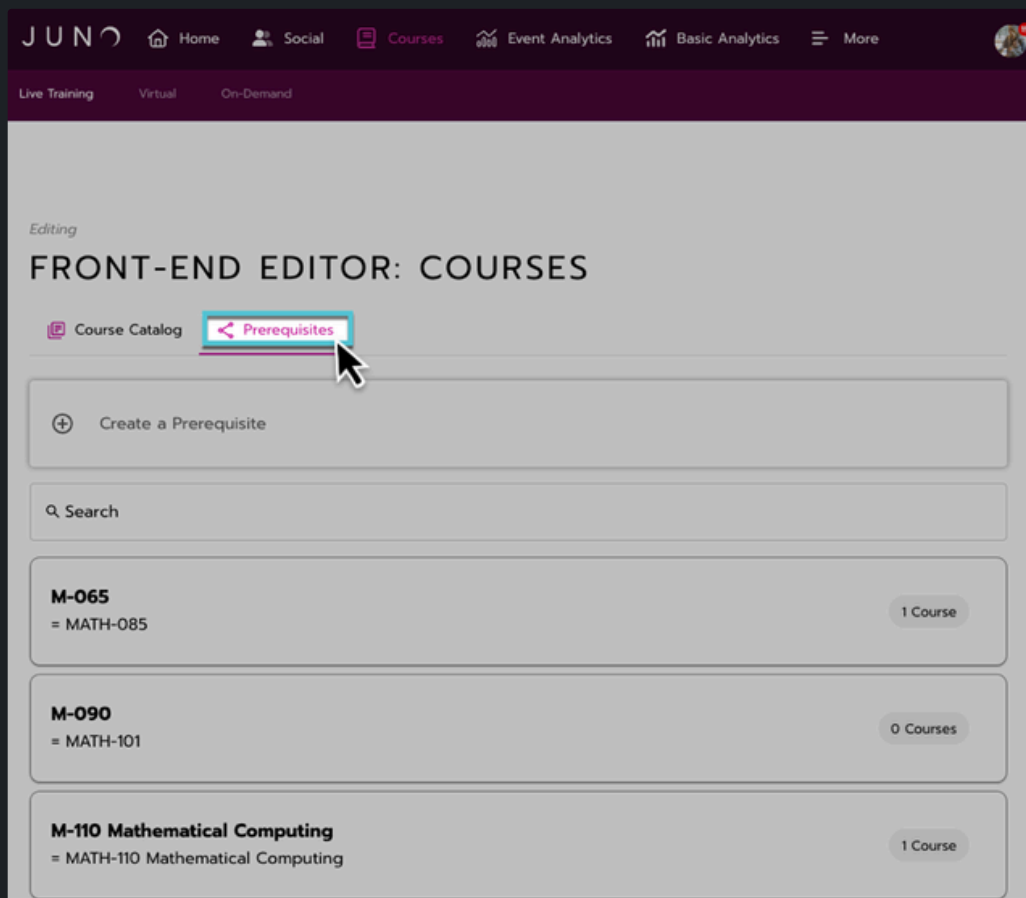 JUNO Home Social Courses Event Analytics Basic Analytics More
Live Training Virtual On-Demand
Editing
FRONT-END EDITOR: COURSES
Course Catalog Prerequisites
Create a Prerequisite
Search
M-065
= MATH-085
1 Course
M-090
= MATH-101
0 Courses
M-110 Mathematical Computing
= MATH-110 Mathematical Computing
1 Course